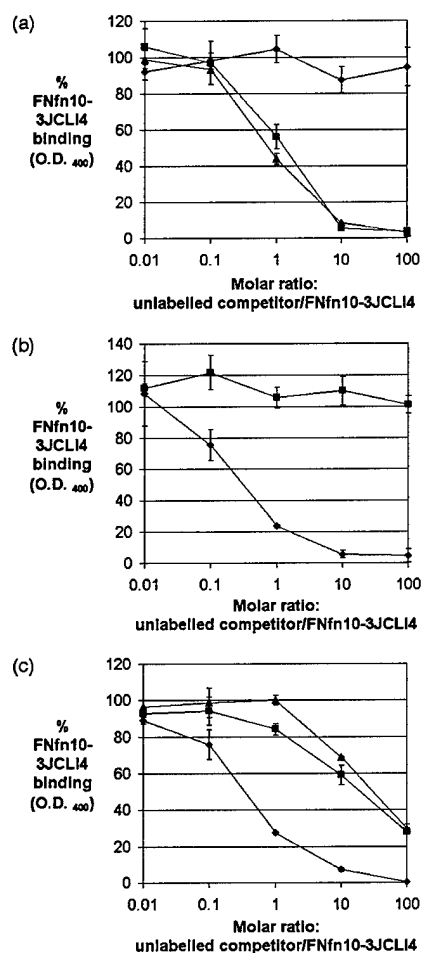 (a)
120
100
80
60
40
20
0
%
FNfn10-
3JCLI4
binding
(O.D. 400)
0.01 0.1 1 10 100
Molar ratio:
unlabelled competitor/FNfn10-3JCLI4
(b)
140
120
100
80
60
40
20
0
%
FNfn10-
3JCLI4
binding
(O.D. 400)
0.01 0.1 1 10 100
Molar ratio:
unlabelled competitor/FNfn10-3JCLI4
(c)
120
100
80
60
40
20
0
%
FNfn10-
3JCLI4
binding
(O.D. 400)
0.01 0.1 1 10 100
Molar ratio:
unlabelled competitor/FNfn10-3JCLI4